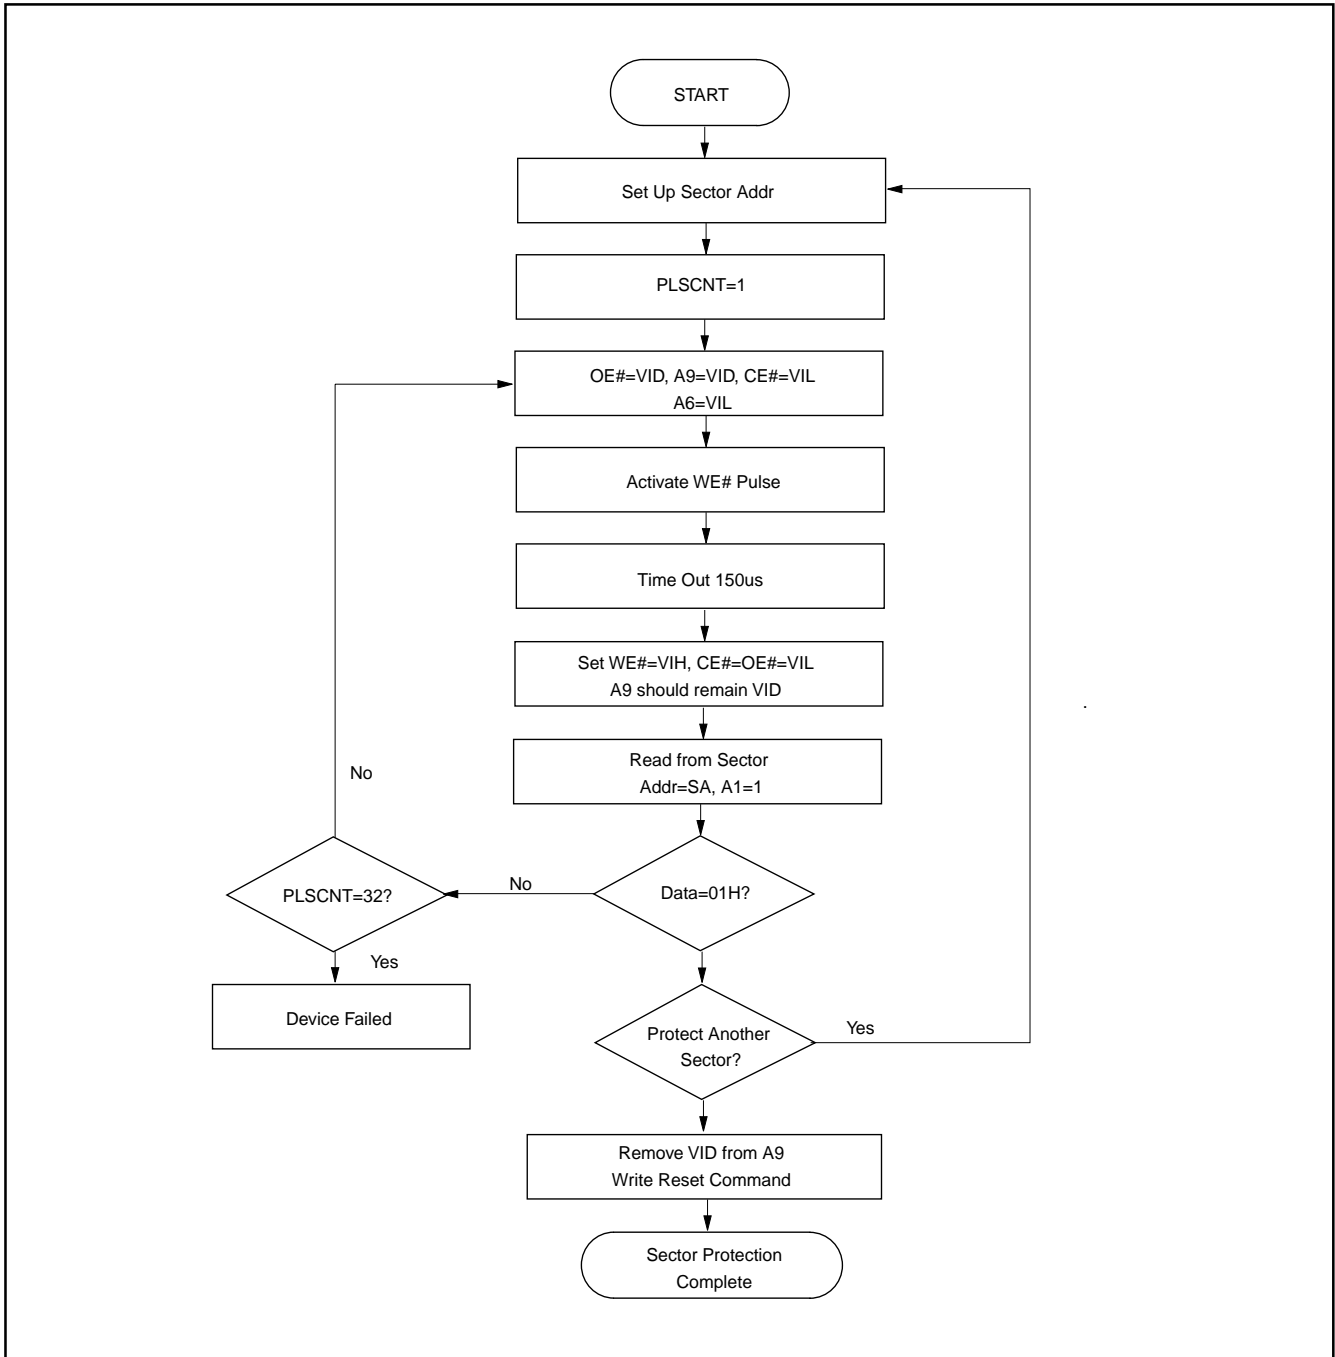 START
Set Up Sector Addr
PLSCNT=1
OE#=VID, A9=VID, CE#=VIL
A6=VIL
Activate WE# Pulse
Time Out 150us
Set WE#=VIH, CE#=OE#=VIL
A9 should remain VID
.
Read from Sector
Addr=SA, A1=1
No
PLSCNT=32?
No
Data=01H?
Yes
Device Failed
Protect Another
Sector?
Yes
Remove VID from A9
Write Reset Command
Sector Protection
Complete